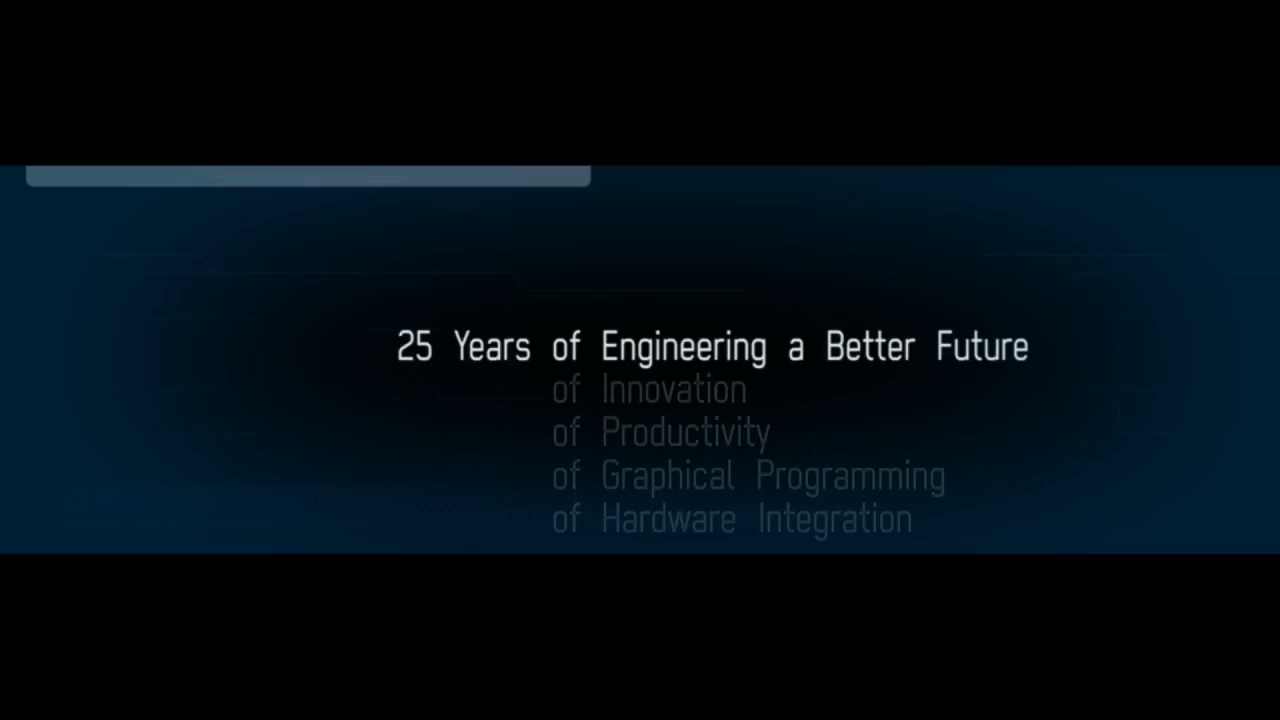 25 Years of Engineering a Better Future
of Innovation
of Productivity
of Graphical Programming
of Hardware Integration